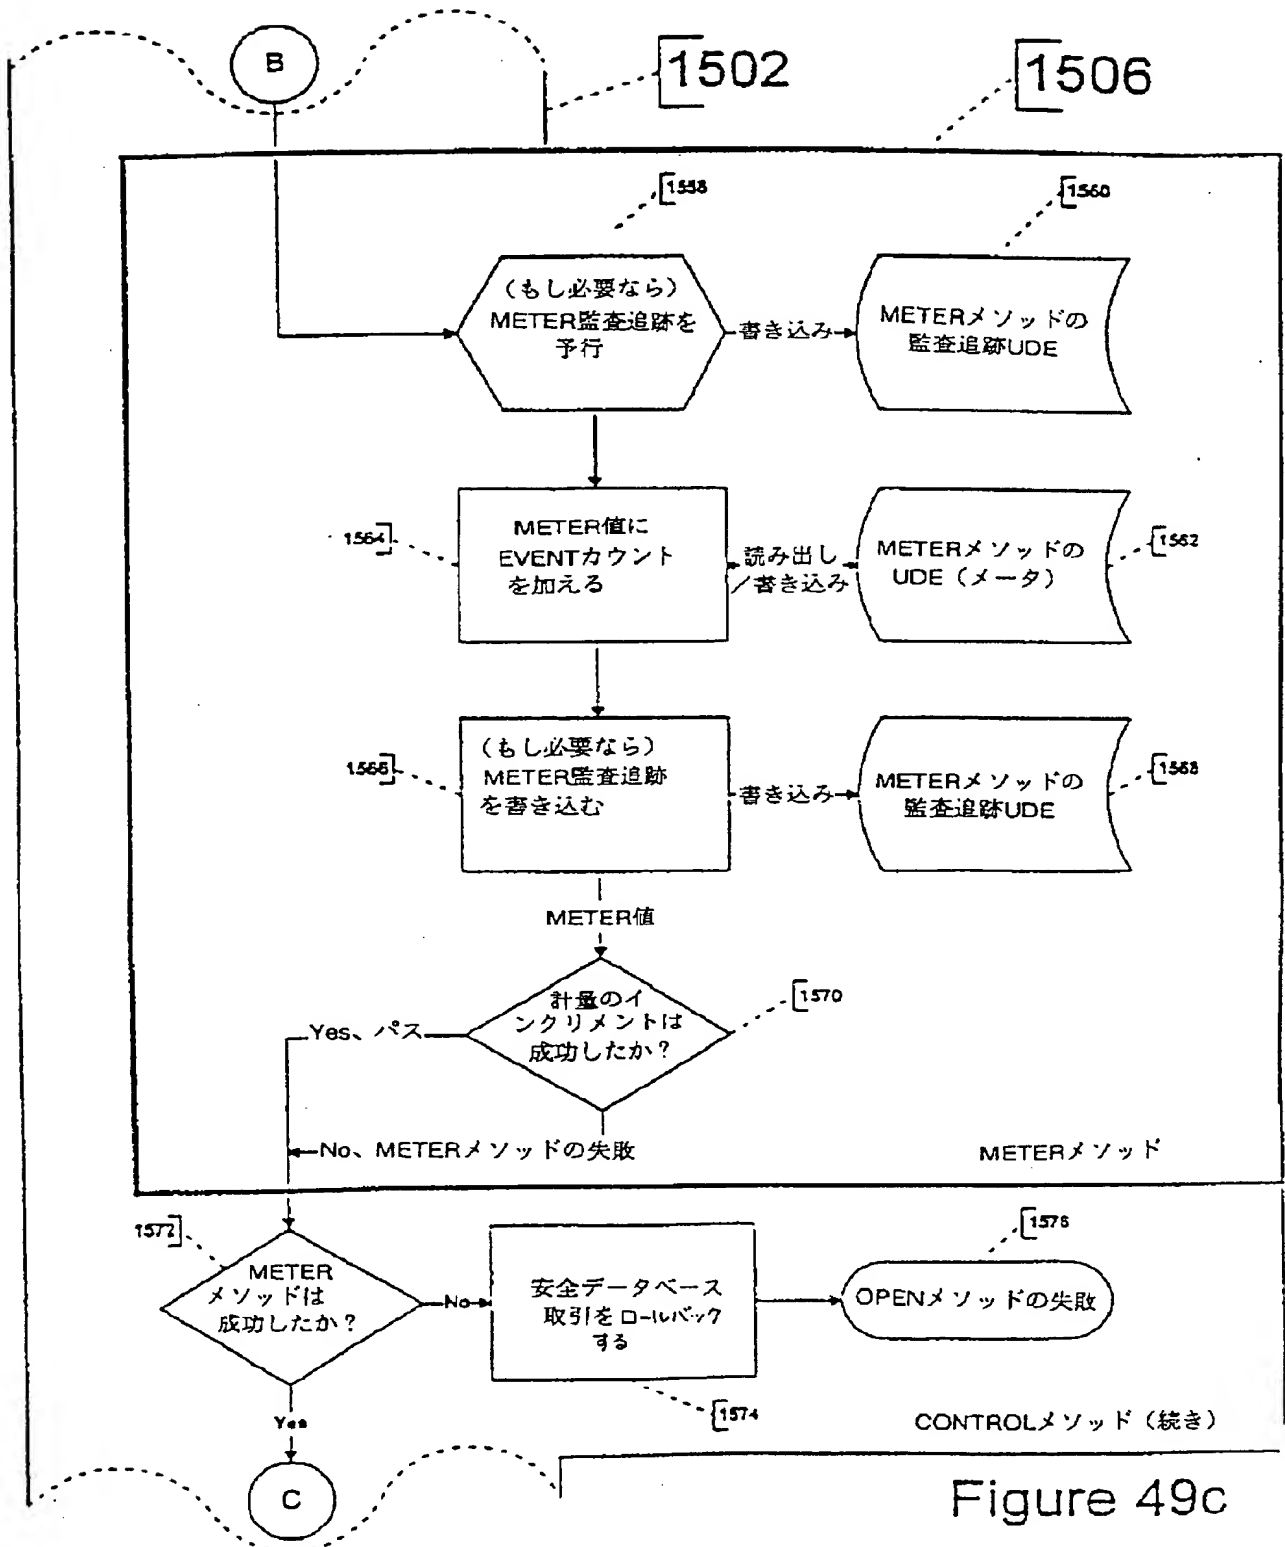 B
1502
1506
1558
1560
（もし必要なら）
METER監査追跡を
予行
書き込み
METERメソッドの
監査追跡UDE
1564
METER値に
EVENTカウント
を加える
読み出し
／書き込み
METERメソッドの
UDE（メータ）
1562
1566
（もし必要なら）
METER監査追跡
を書き込む
書き込み
METERメソッドの
監査追跡UDE
1568
METER値
計量のイ
ンクリメントは
成功したか？
1570
Yes、パス
No、METERメソッドの失敗
METERメソッド
1572
METER
メソッドは
成功したか？
No
安全データベース
取引をロールバック
する
1576
OPENメソッドの失敗
1574
Yes
CONTROLメソッド（続き）
C
Figure 49c